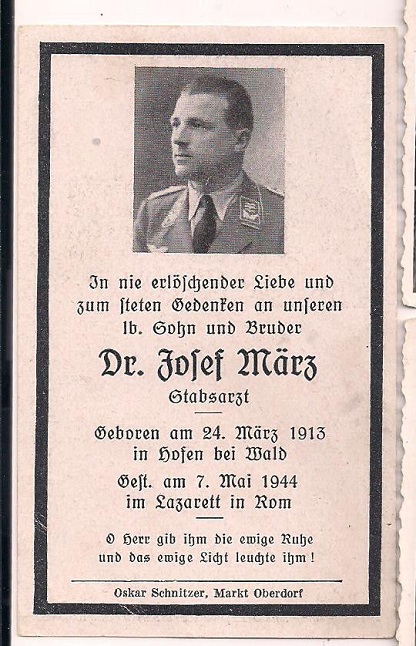 In nie erlöschender Liebe und
zum steten Gedenken an unseren
lb. Sohn und Bruder
Dr. Josef März
Stabsarzt
Geboren am 24. März 1913
in Hofen bei Wald
Gest. am 7. Mai 1944
im Lazarett in Rom
O Herr gib ihm die ewige Ruhe
und das ewige Licht leuchte ihm!
Oskar Schnitzer, Markt Oberdorf